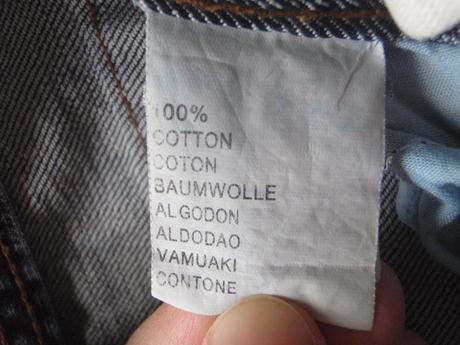 100%
COTTON
COTON
BAUMWOLLE
ALGODON
ALDODAO
VAMUAKI
CONTONE